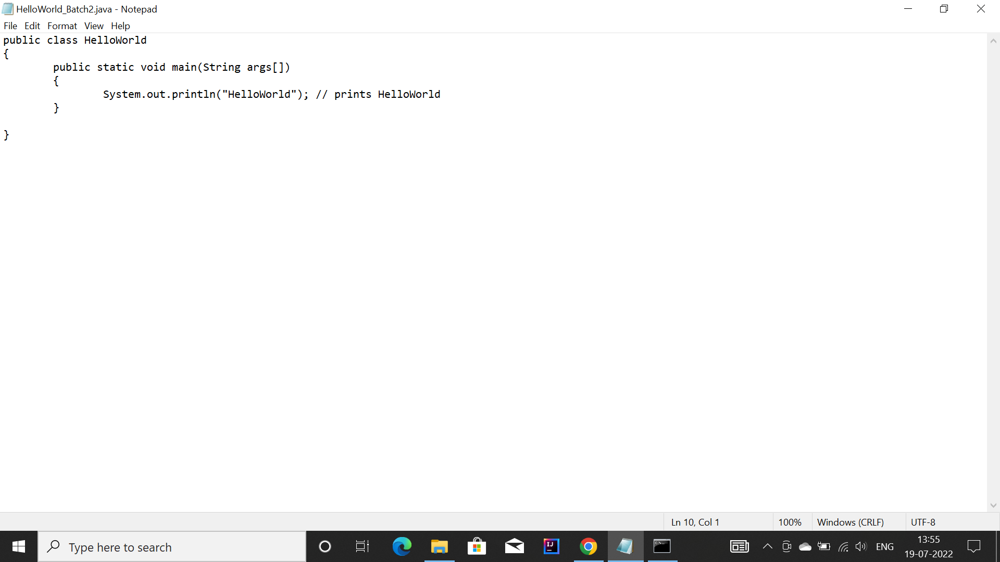 HelloWorld_Batch2.java - Notepad
File Edit Format View Help
public class HelloWorld
{
        public static void main(String args[])
        {
                System.out.println("HelloWorld"); // prints HelloWorld
        }

}
Ln 10, Col 1 100% Windows (CRLF) UTF-8
Type here to search
IJ
C:\
ENG
13:55
19-07-2022